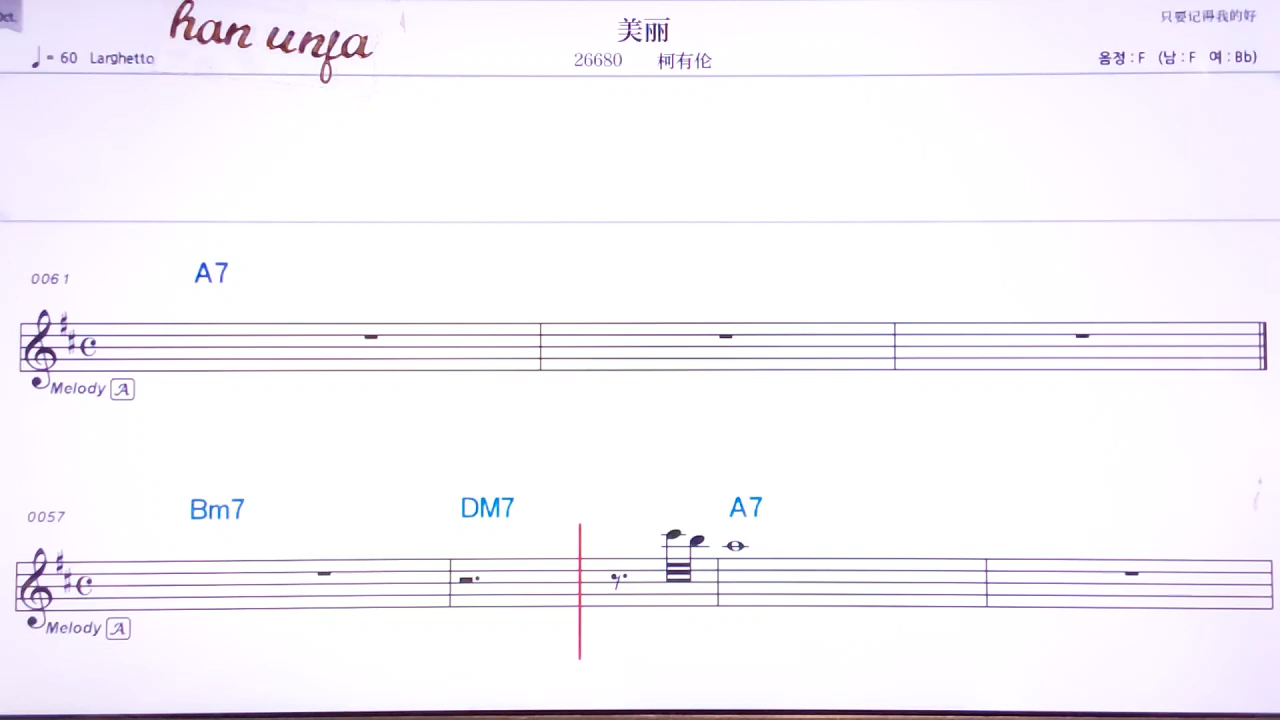 Oct.
han unfa
美丽
只要记得我的好
= 60 Larghetto
26680 柯有伦
음정 : F (남 : F 여 : Bb)
0061
A7
Melody A
0057
Bm7 DM7 A7
Melody A